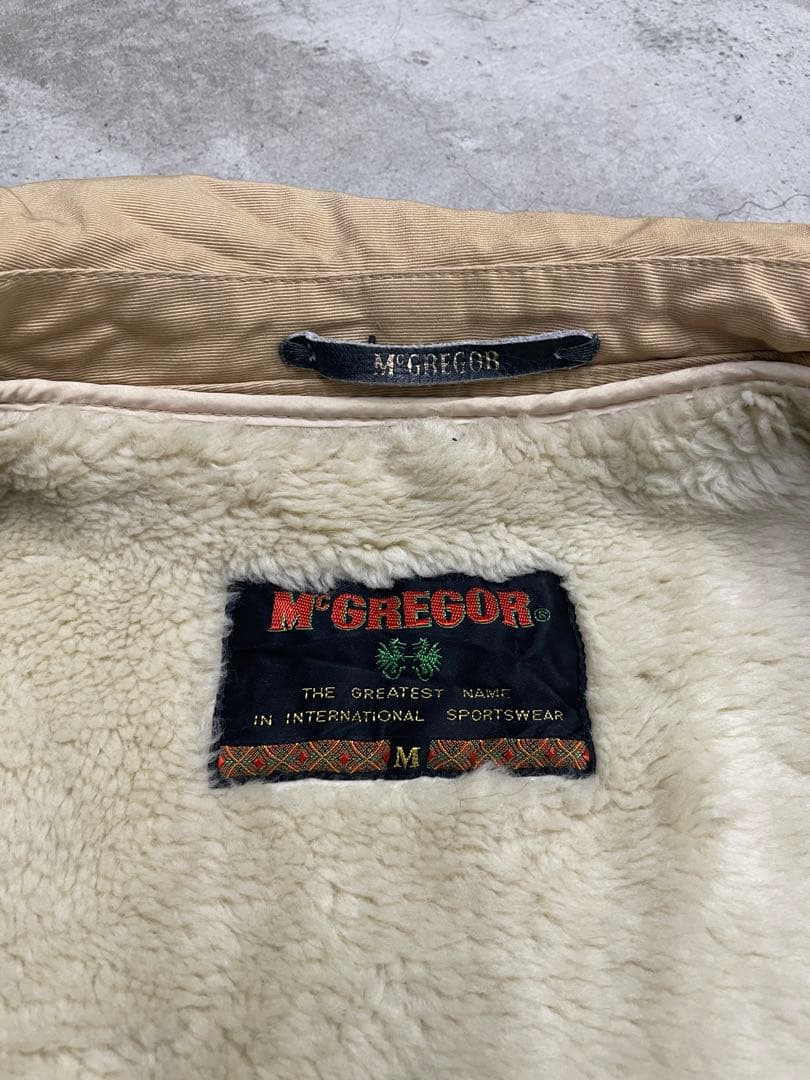 McGREGOR
McGREGOR®
THE GREATEST NAME
IN INTERNATIONAL SPORTSWEAR
M